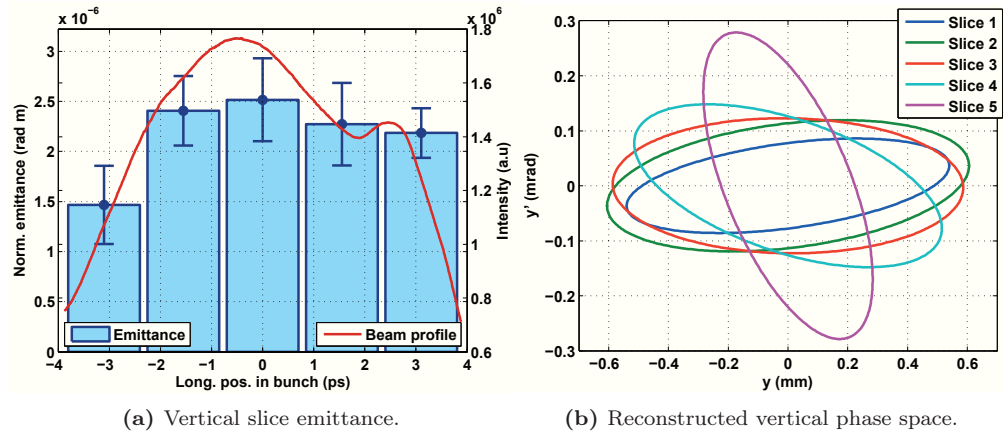 x 10⁻⁶
x 10⁶
Norm. emittance (rad m)
3
2.5
2
1.5
1
0.5
0
1.8
1.6
1.4
1.2
1
0.8
0.6
Intensity (a.u)
Emittance
Beam profile
−4 −3 −2 −1 0 1 2 3 4
Long. pos. in bunch (ps)
(a) Vertical slice emittance.
y' (mrad)
0.3
0.2
0.1
0
−0.1
−0.2
−0.3
Slice 1
Slice 2
Slice 3
Slice 4
Slice 5
−0.6 −0.4 −0.2 0 0.2 0.4 0.6
y (mm)
(b) Reconstructed vertical phase space.